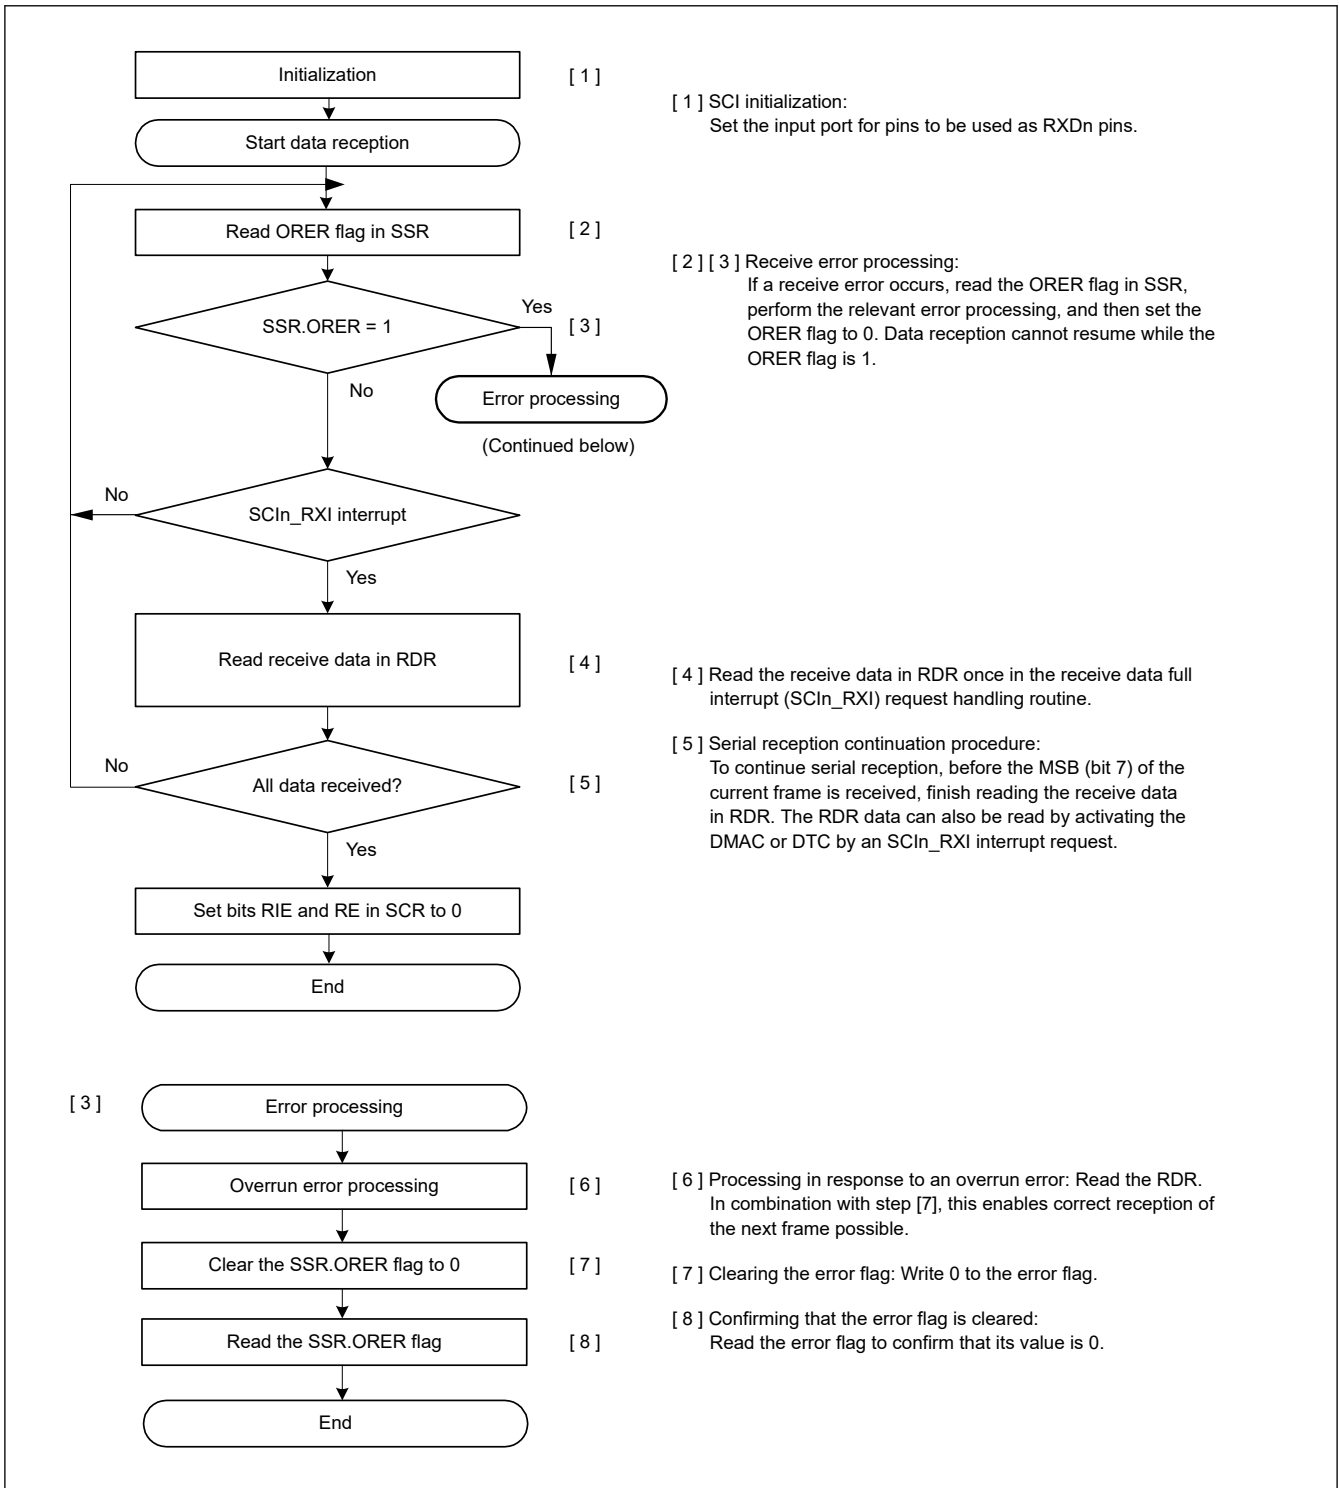 Initialization
[ 1 ]
[ 1 ] SCI initialization:
Set the input port for pins to be used as RXDn pins.
Start data reception
Read ORER flag in SSR
[ 2 ]
[ 2 ] [ 3 ] Receive error processing:
If a receive error occurs, read the ORER flag in SSR,
perform the relevant error processing, and then set the
ORER flag to 0. Data reception cannot resume while the
ORER flag is 1.
SSR.ORER = 1
Yes
[ 3 ]
No
Error processing
(Continued below)
No
SCIn_RXI interrupt
Yes
Read receive data in RDR
[ 4 ]
[ 4 ] Read the receive data in RDR once in the receive data full
interrupt (SCIn_RXI) request handling routine.
No
All data received?
[ 5 ]
[ 5 ] Serial reception continuation procedure:
To continue serial reception, before the MSB (bit 7) of the
current frame is received, finish reading the receive data
in RDR. The RDR data can also be read by activating the
DMAC or DTC by an SCIn_RXI interrupt request.
Yes
Set bits RIE and RE in SCR to 0
End
[ 3 ]
Error processing
Overrun error processing
[ 6 ]
[ 6 ] Processing in response to an overrun error: Read the RDR.
In combination with step [7], this enables correct reception of
the next frame possible.
Clear the SSR.ORER flag to 0
[ 7 ]
[ 7 ] Clearing the error flag: Write 0 to the error flag.
Read the SSR.ORER flag
[ 8 ]
[ 8 ] Confirming that the error flag is cleared:
Read the error flag to confirm that its value is 0.
End